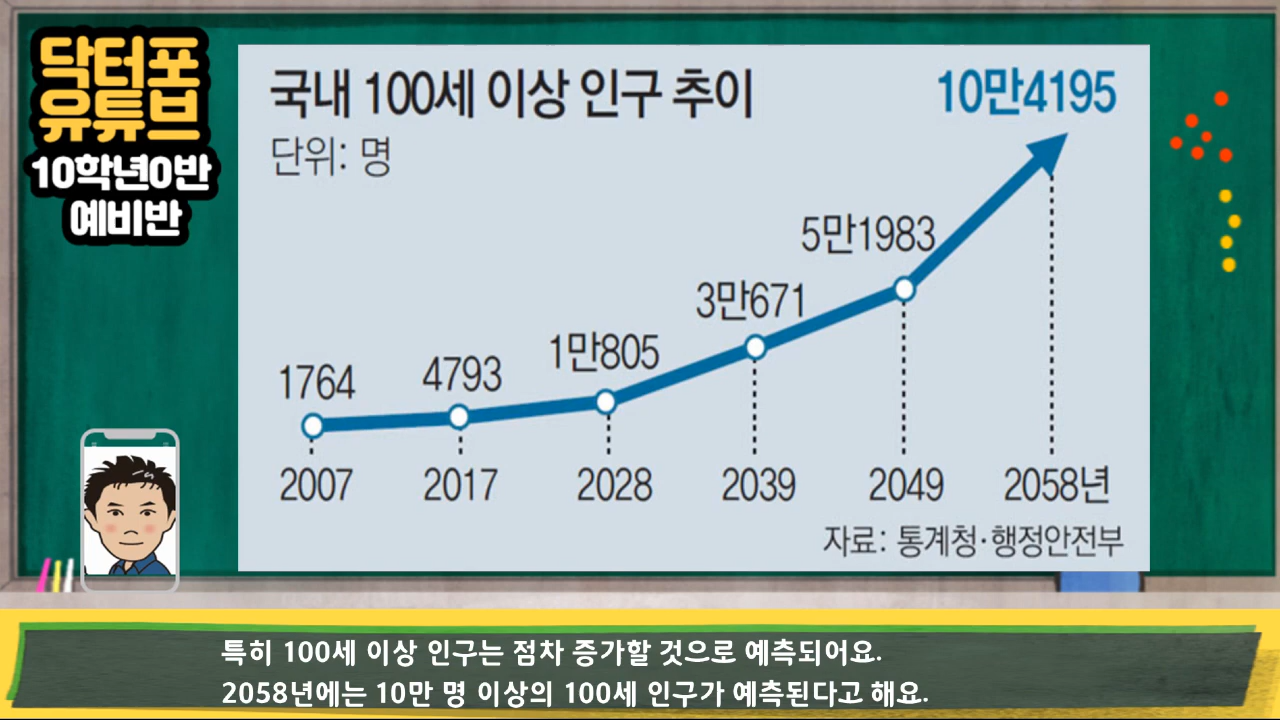 닥터포
유튜브
10학년0반
예비반
국내 100세 이상 인구 추이
단위: 명
10만4195
5만1983
3만671
1만805
4793
1764
2007 2017 2028 2039 2049 2058년
자료: 통계청·행정안전부
특히 100세 이상 인구는 점차 증가할 것으로 예측되어요.
2058년에는 10만 명 이상의 100세 인구가 예측된다고 해요.